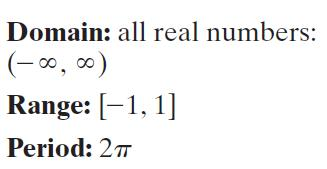 Domain: all real numbers:
(−∞, ∞)
Range: [−1, 1]
Period: 2π